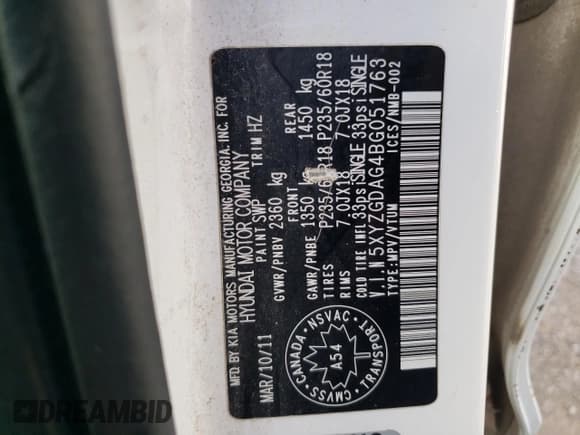 MFD BY KIA MOTORS MANUFACTURING GEORGIA, INC. FOR
HYUNDAI MOTOR COMPANY
MAR/10/11 PAINT SWP TRIM HZ
GVWR/PNBV 2360 kg
FRONT REAR
GAWR/PNBE 1350 kg 1450 kg
TIRES P235/60R18 P235/60R18
RIMS 7.0JX18 7.0JX18
COLD TIRE INFL 33psi SINGLE 33psi SINGLE
V.I.N 5XYZGDAG4BG051763
TYPE:MPV/VTUM ICES/NMB-002
CANADA NSVAC
A54
CMVSS TRANSPORT
DREAMBID